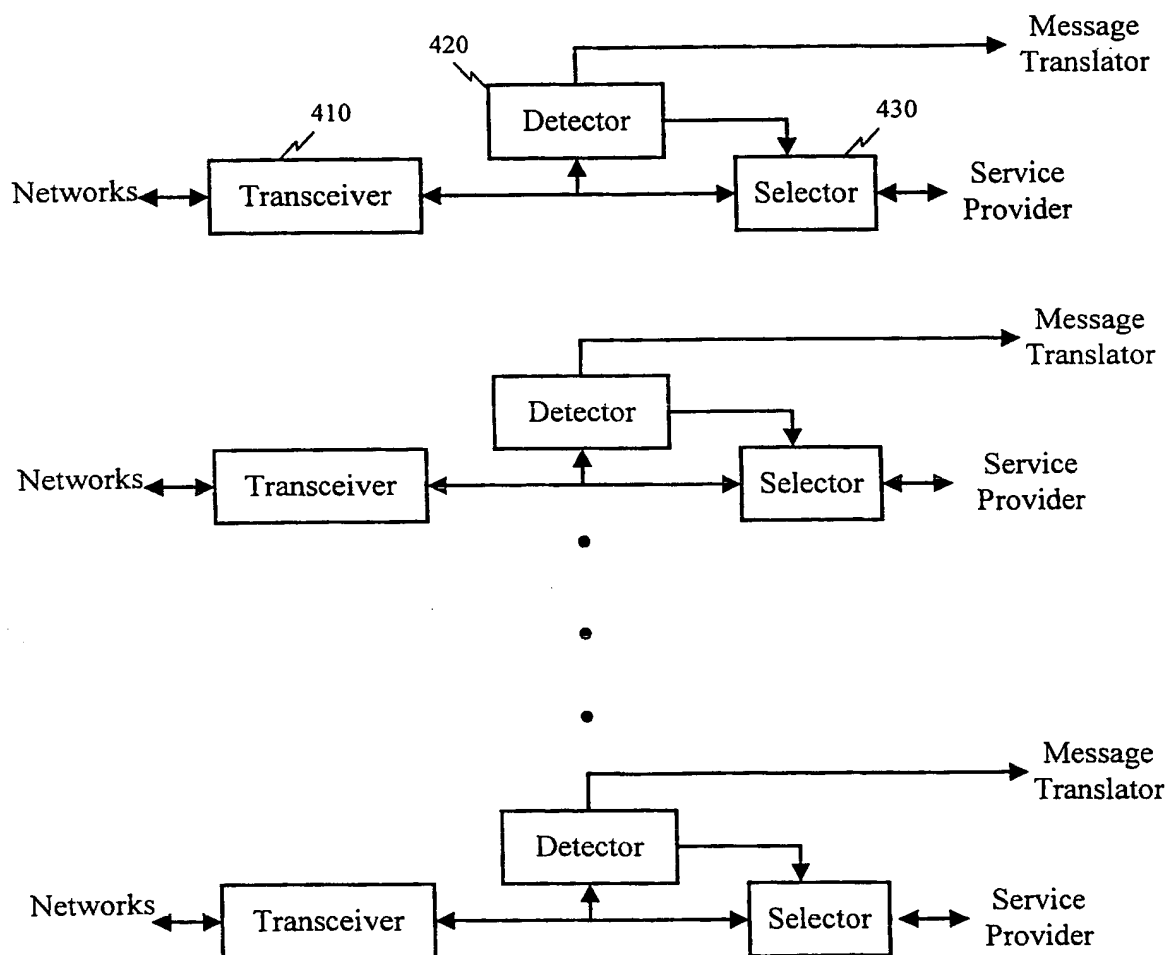 Message
Translator
420
Detector
410
430
Networks
Transceiver
Selector
Service
Provider
Message
Translator
Detector
Networks
Transceiver
Selector
Service
Provider
Message
Translator
Detector
Networks
Transceiver
Selector
Service
Provider